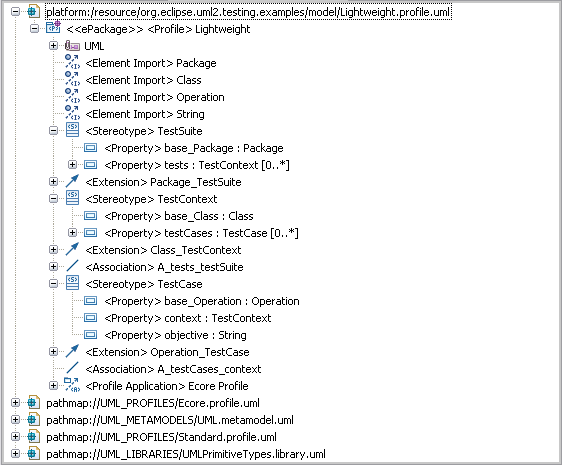 platform:/resource/org.eclipse.uml2.testing.examples/model/Lightweight.profile.uml
<<ePackage>> <Profile> Lightweight
UML
<Element Import> Package
<Element Import> Class
<Element Import> Operation
<Element Import> String
<Stereotype> TestSuite
<Property> base_Package : Package
<Property> tests : TestContext [0..*]
<Extension> Package_TestSuite
<Stereotype> TestContext
<Property> base_Class : Class
<Property> testCases : TestCase [0..*]
<Extension> Class_TestContext
<Association> A_tests_testSuite
<Stereotype> TestCase
<Property> base_Operation : Operation
<Property> context : TestContext
<Property> objective : String
<Extension> Operation_TestCase
<Association> A_testCases_context
<Profile Application> Ecore Profile
pathmap://UML_PROFILES/Ecore.profile.uml
pathmap://UML_METAMODELS/UML.metamodel.uml
pathmap://UML_PROFILES/Standard.profile.uml
pathmap://UML_LIBRARIES/UMLPrimitiveTypes.library.uml